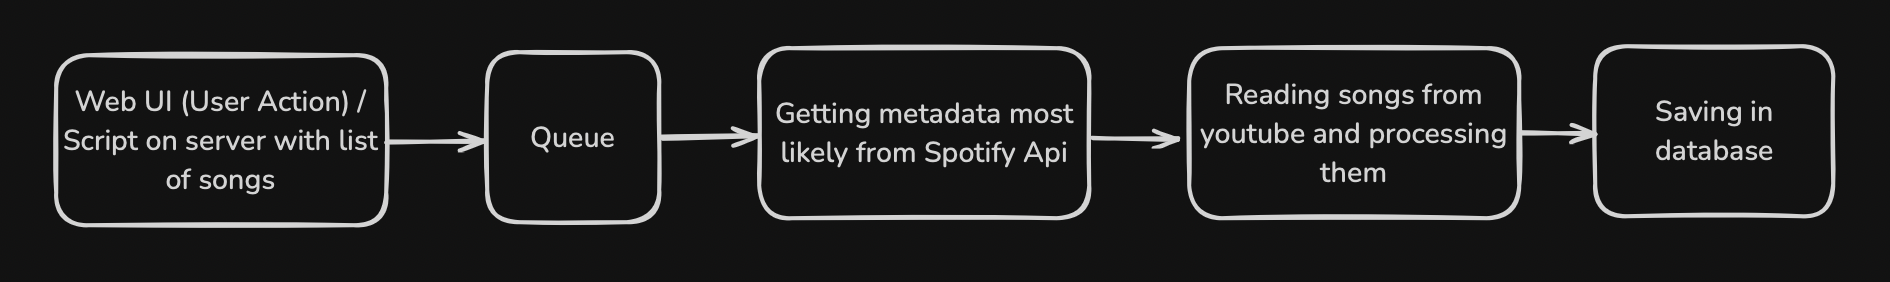 Web UI (User Action) /
Script on server with list
of songs
Queue
Getting metadata most
likely from Spotify Api
Reading songs from
youtube and processing
them
Saving in
database